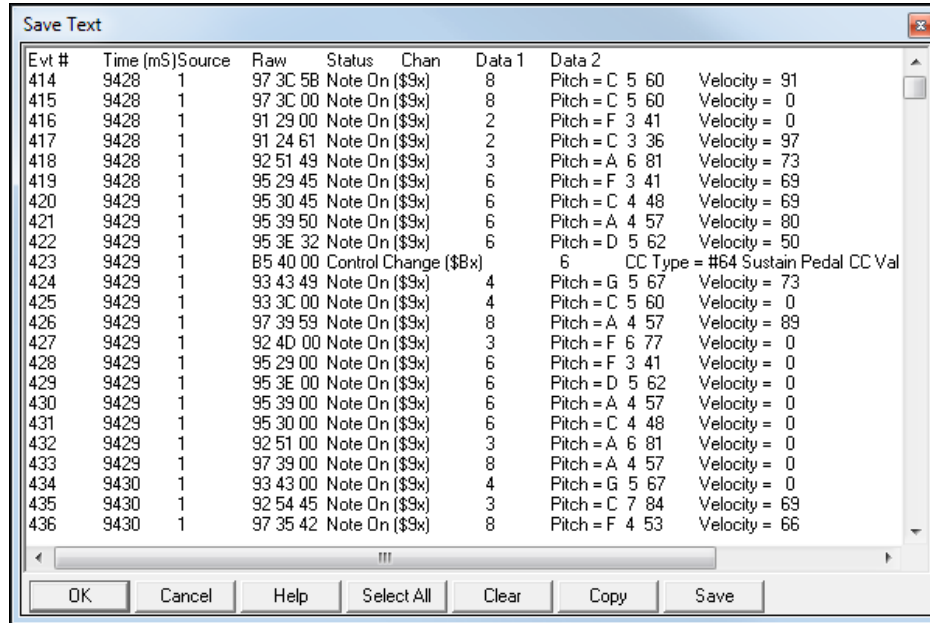 Save Text
Evt # Time (mS)Source Raw Status Chan Data 1 Data 2
414 9428 1 97 3C 5B Note On ($9x) 8 Pitch = C 5 60 Velocity = 91
415 9428 1 97 3C 00 Note On ($9x) 8 Pitch = C 5 60 Velocity = 0
416 9428 1 91 29 00 Note On ($9x) 2 Pitch = F 3 41 Velocity = 0
417 9428 1 91 24 61 Note On ($9x) 2 Pitch = C 3 36 Velocity = 97
418 9428 1 92 51 49 Note On ($9x) 3 Pitch = A 6 81 Velocity = 73
419 9428 1 95 29 45 Note On ($9x) 6 Pitch = F 3 41 Velocity = 69
420 9429 1 95 30 45 Note On ($9x) 6 Pitch = C 4 48 Velocity = 69
421 9429 1 95 39 50 Note On ($9x) 6 Pitch = A 4 57 Velocity = 80
422 9429 1 95 3E 32 Note On ($9x) 6 Pitch = D 5 62 Velocity = 50
423 9429 1 B5 40 00 Control Change ($Bx) 6 CC Type = #64 Sustain Pedal CC Val
424 9429 1 93 43 49 Note On ($9x) 4 Pitch = G 5 67 Velocity = 73
425 9429 1 93 3C 00 Note On ($9x) 4 Pitch = C 5 60 Velocity = 0
426 9429 1 97 39 59 Note On ($9x) 8 Pitch = A 4 57 Velocity = 89
427 9429 1 92 4D 00 Note On ($9x) 3 Pitch = F 6 77 Velocity = 0
428 9429 1 95 29 00 Note On ($9x) 6 Pitch = F 3 41 Velocity = 0
429 9429 1 95 3E 00 Note On ($9x) 6 Pitch = D 5 62 Velocity = 0
430 9429 1 95 39 00 Note On ($9x) 6 Pitch = A 4 57 Velocity = 0
431 9429 1 95 30 00 Note On ($9x) 6 Pitch = C 4 48 Velocity = 0
432 9429 1 92 51 00 Note On ($9x) 3 Pitch = A 6 81 Velocity = 0
433 9429 1 97 39 00 Note On ($9x) 8 Pitch = A 4 57 Velocity = 0
434 9430 1 93 43 00 Note On ($9x) 4 Pitch = G 5 67 Velocity = 0
435 9430 1 92 54 45 Note On ($9x) 3 Pitch = C 7 84 Velocity = 69
436 9430 1 97 35 42 Note On ($9x) 8 Pitch = F 4 53 Velocity = 66
OK Cancel Help Select All Clear Copy Save